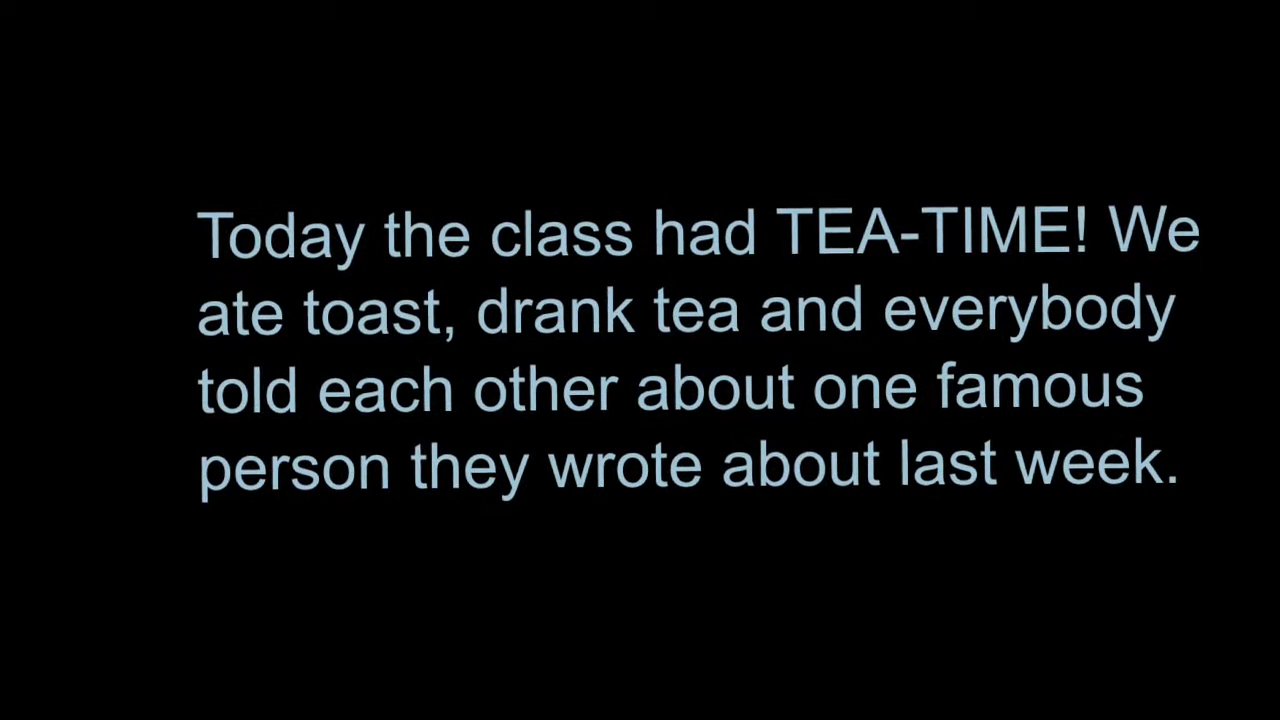 Today the class had TEA-TIME! We
ate toast, drank tea and everybody
told each other about one famous
person they wrote about last week.